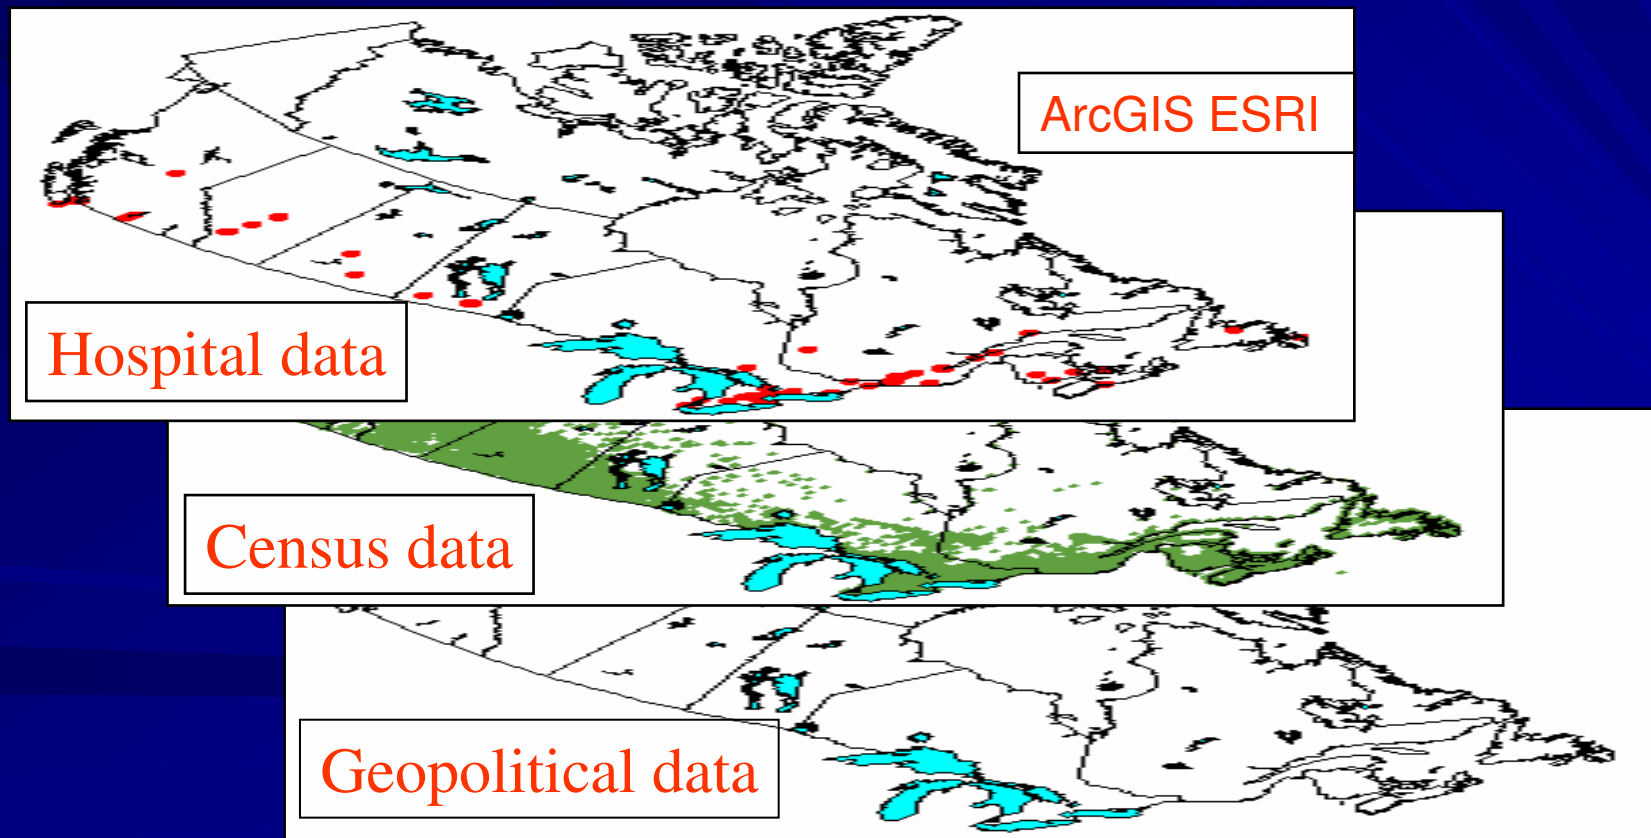 ArcGIS ESRI
Hospital data
Census data
Geopolitical data